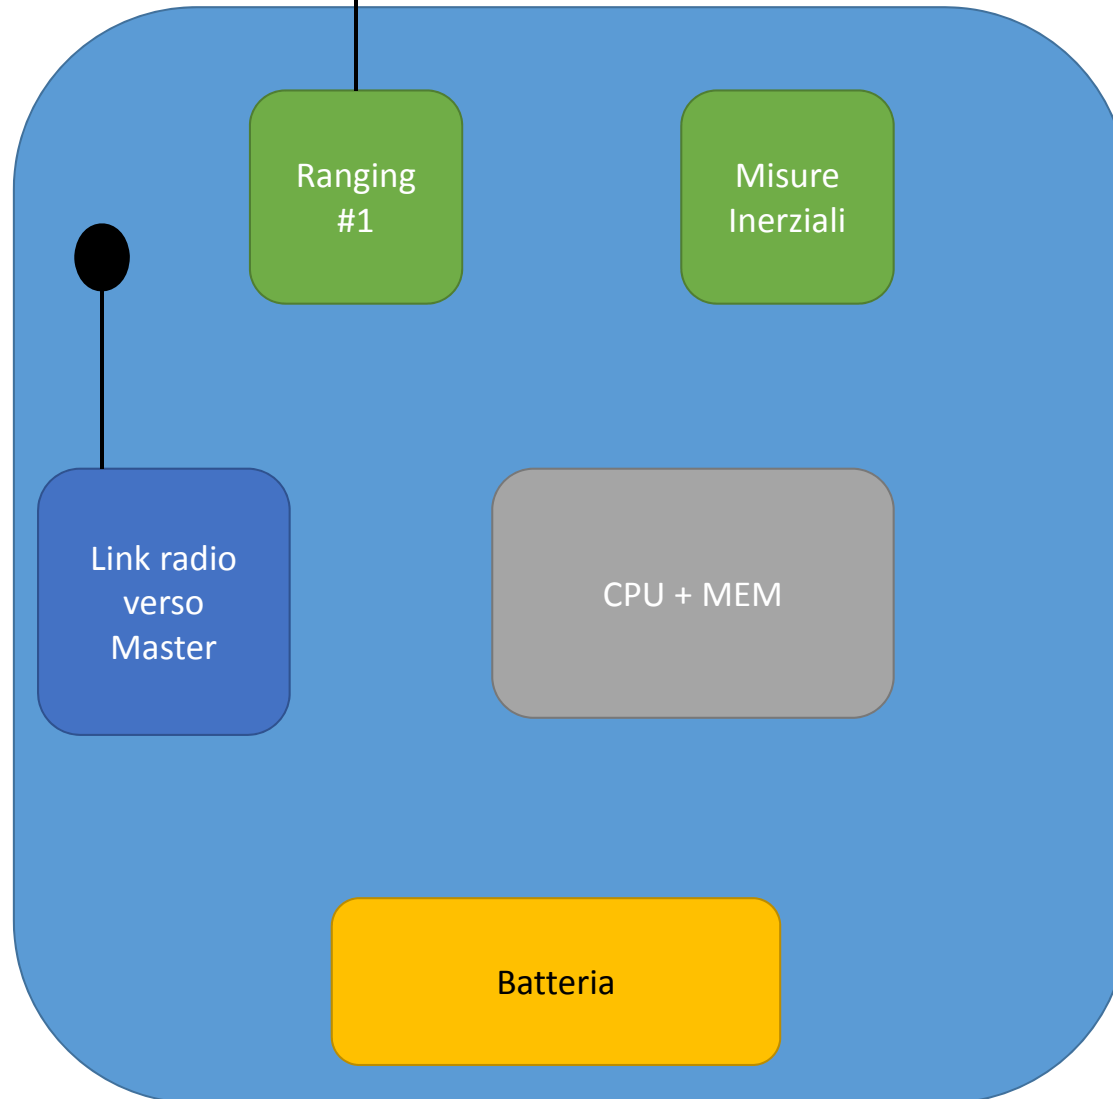 Ranging
#1
Misure
Inerziali
Link radio
verso
Master
CPU + MEM
Batteria